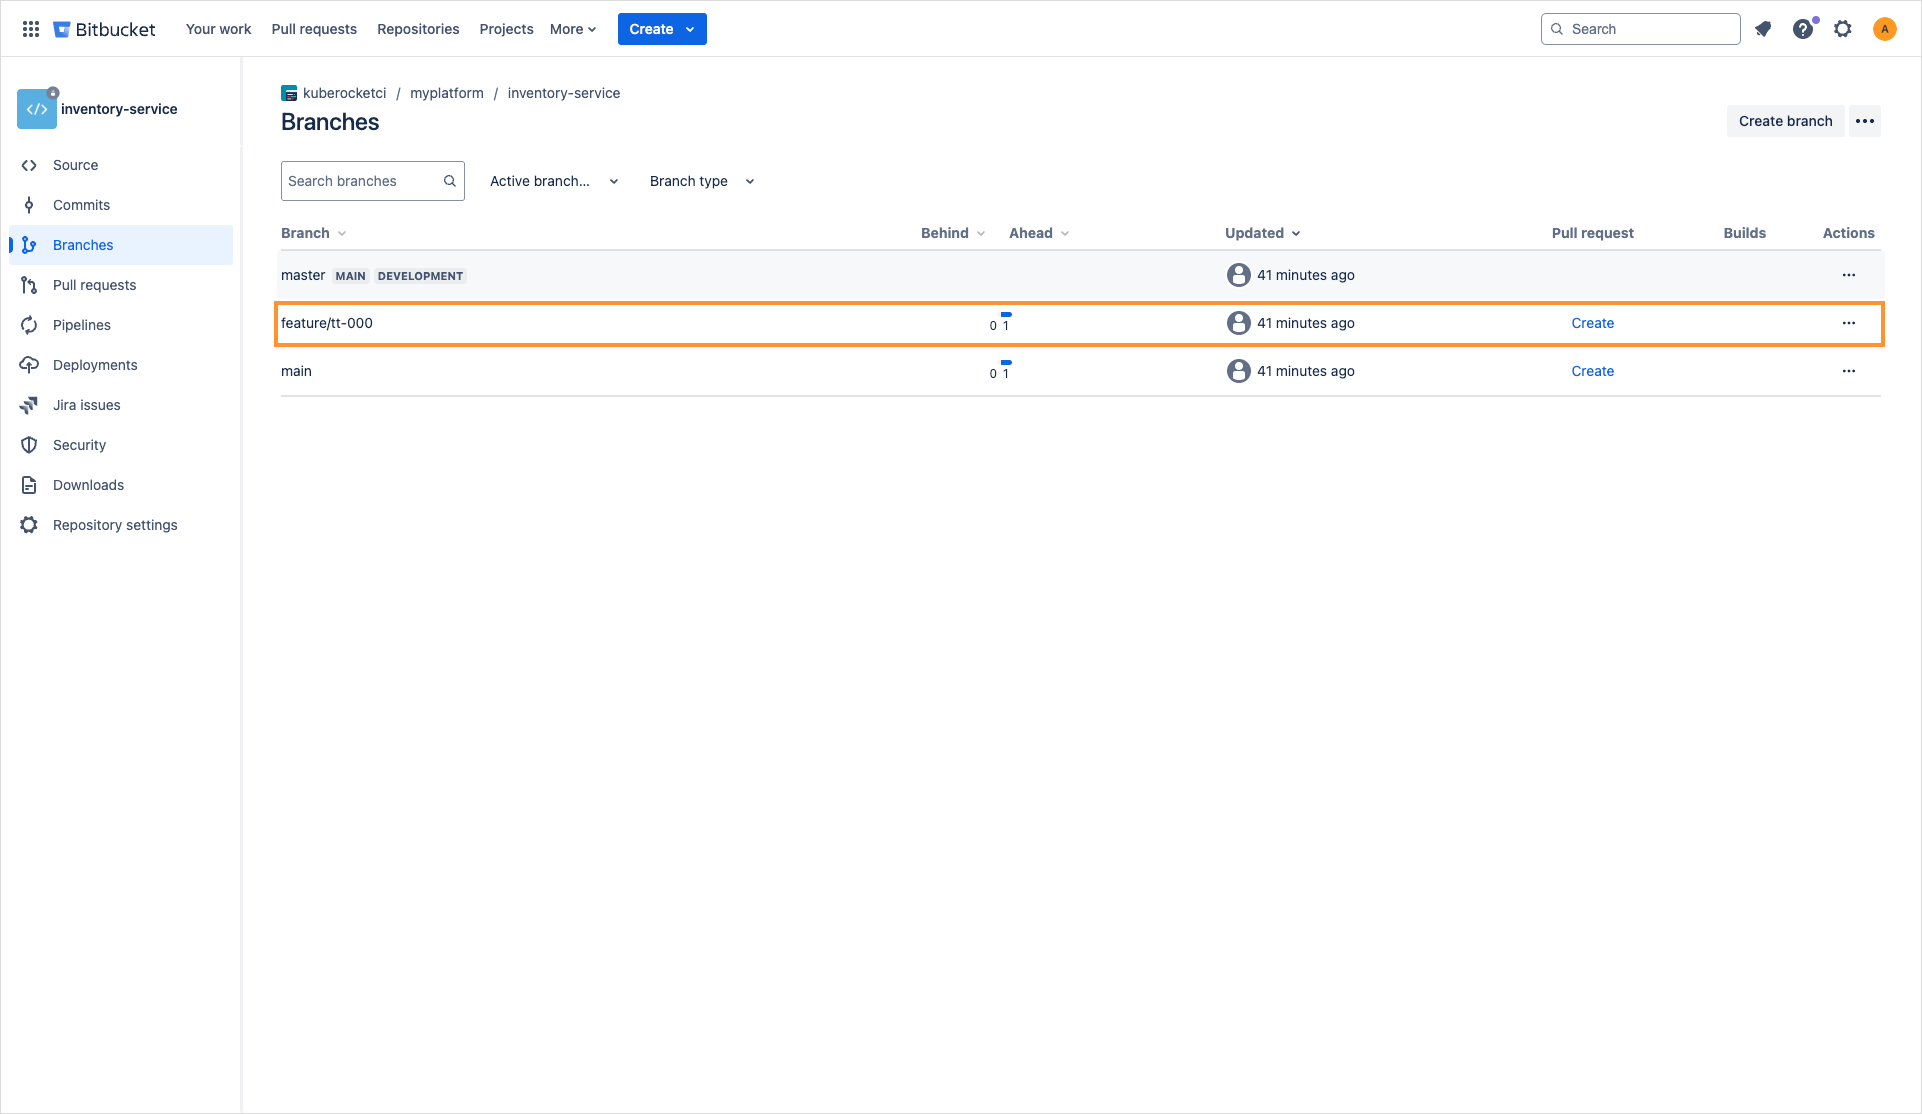 Bitbucket Your work Pull requests Repositories Projects More Create Search A
inventory-service
Source
Commits
Branches
Pull requests
Pipelines
Deployments
Jira issues
Security
Downloads
Repository settings
kuberocketci / myplatform / inventory-service
Branches
Create branch
Search branches Active branch... Branch type
Branch Behind Ahead Updated Pull request Builds Actions
master MAIN DEVELOPMENT 41 minutes ago
feature/tt-000 0 1 41 minutes ago Create
main 0 1 41 minutes ago Create